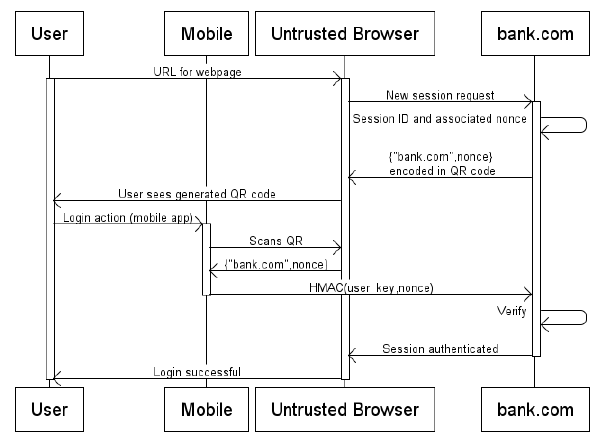 User Mobile Untrusted Browser bank.com
URL for webpage
New session request
Session ID and associated nonce
{"bank.com",nonce}
encoded in QR code
User sees generated QR code
Login action (mobile app)
Scans QR
{"bank.com",nonce}
HMAC(user_key,nonce)
Verify
Session authenticated
Login successful
User Mobile Untrusted Browser bank.com